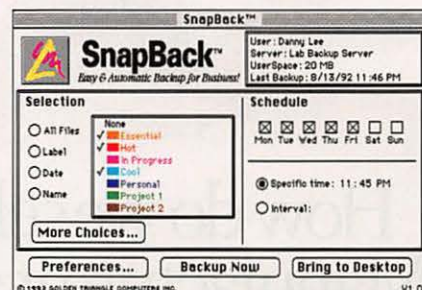 SnapBack™
SnapBack™
Easy & Automatic Backup for Business!
User: Danny Lee
Server: Lab Backup Server
UserSpace: 20 MB
Last Backup: 8/13/92 11:46 PM
Selection
All Files
Label
Date
Name
None
Essential
Hot
In Progress
Cool
Personal
Project 1
Project 2
More Choices...
Schedule
Mon Tue Wed Thu Fri Sat Sun
Specific time: 11:45 PM
Interval:
Preferences...
Backup Now
Bring to Desktop
©1992 GOLDEN TRIANGLE COMPUTERS INC.
V1.0